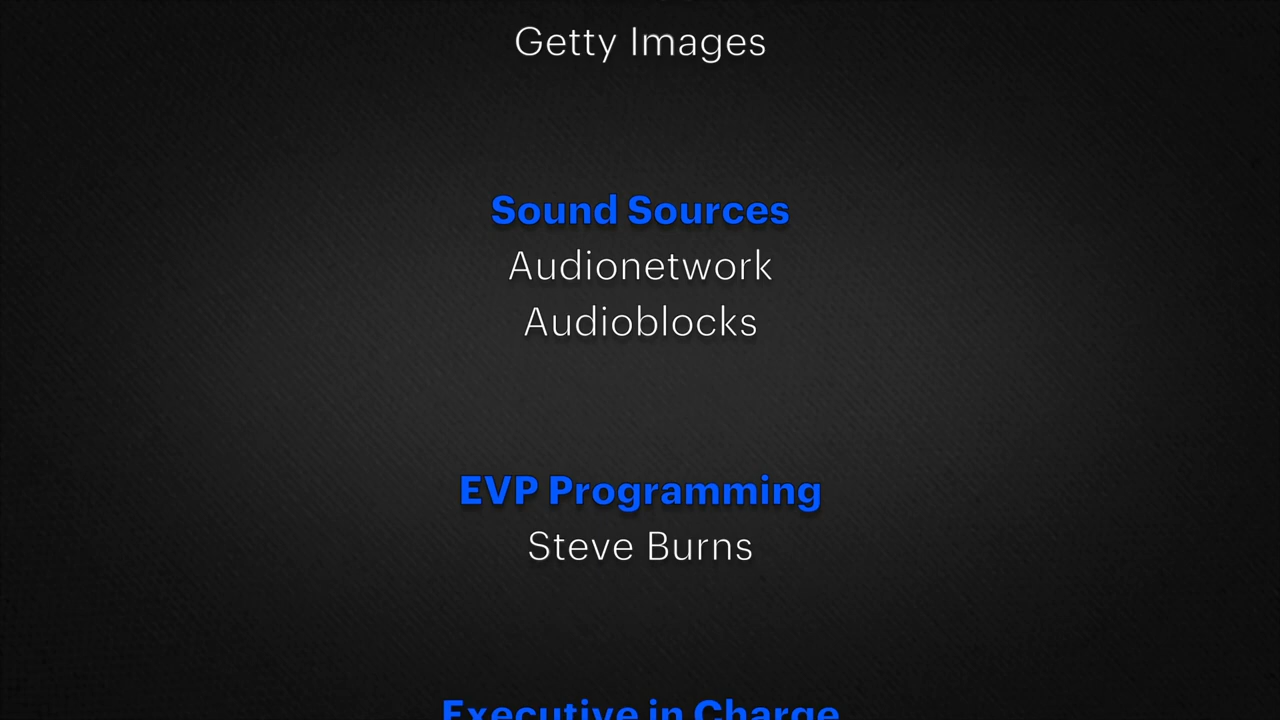 Getty Images
Sound Sources
Audionetwork
Audioblocks
EVP Programming
Steve Burns
Executive in Charge